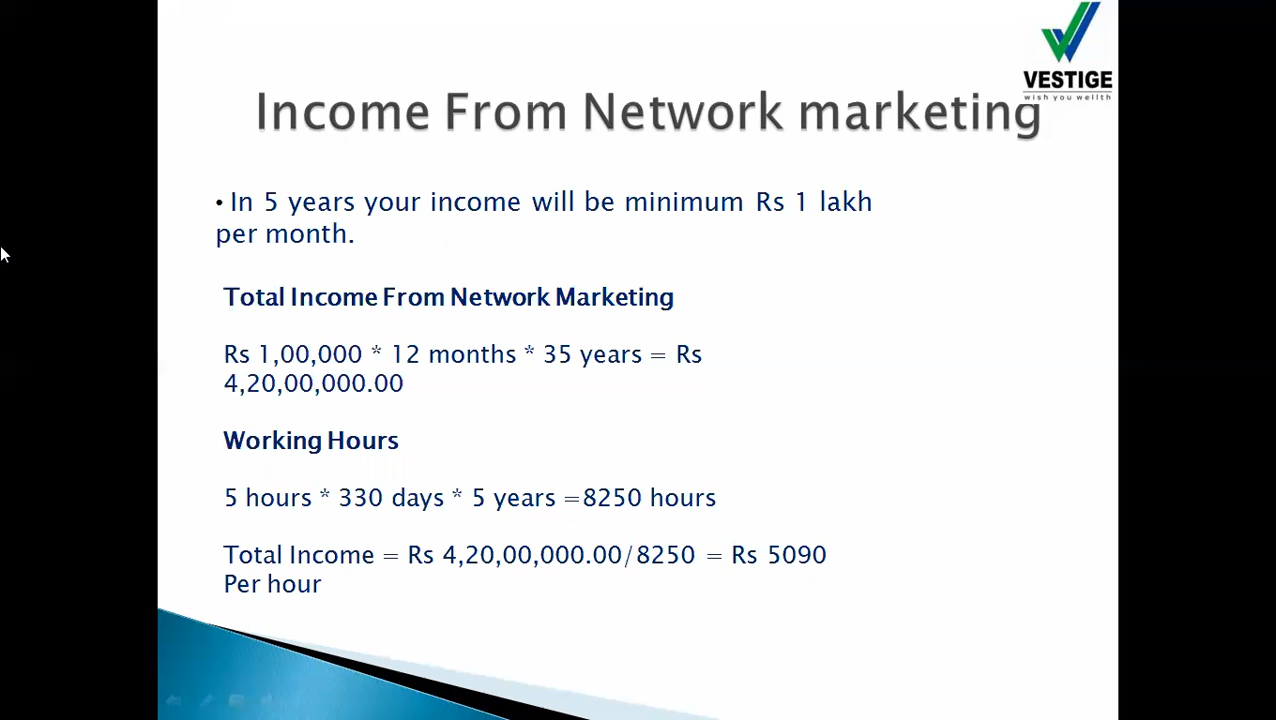 VESTIGE
wish you wellth
Income From Network marketing
• In 5 years your income will be minimum Rs 1 lakh
per month.
Total Income From Network Marketing
Rs 1,00,000 * 12 months * 35 years = Rs
4,20,00,000.00
Working Hours
5 hours * 330 days * 5 years =8250 hours
Total Income = Rs 4,20,00,000.00/8250 = Rs 5090
Per hour